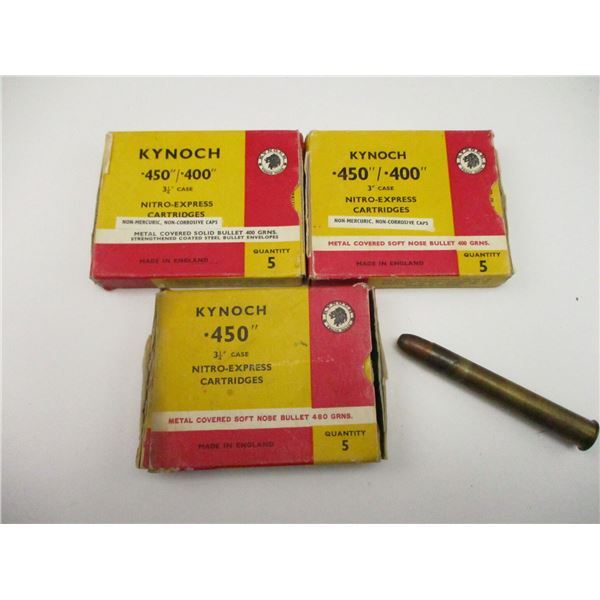 KYNOCH
·450"/·400"
3¼" CASE
NITRO-EXPRESS
CARTRIDGES
NON-MERCURIC, NON-CORROSIVE CAPS
METAL COVERED SOLID BULLET 400 GRNS.
STRENGTHENED COATED STEEL BULLET ENVELOPES
MADE IN ENGLAND
QUANTITY
5
KYNOCH
KYNOCH
·450"/·400"
3" CASE
NITRO-EXPRESS
CARTRIDGES
NON-MERCURIC, NON-CORROSIVE CAPS
METAL COVERED SOFT NOSE BULLET 400 GRNS.
MADE IN ENGLAND
QUANTITY
5
KYNOCH
KYNOCH
·450"
3¼" CASE
NITRO-EXPRESS
CARTRIDGES
METAL COVERED SOFT NOSE BULLET 480 GRNS.
MADE IN ENGLAND
QUANTITY
5
KYNOCH